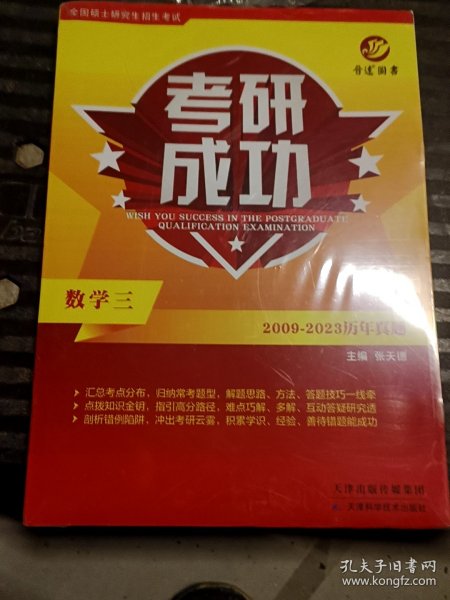 全国硕士研究生招生考试
晋远图书
考研
成功
WISH YOU SUCCESS IN THE POSTGRADUATE
QUALIFICATION EXAMINATION
数学三
2009-2023历年真题
主编 张天德
汇总考点分布，归纳常考题型，解题思路、方法、答题技巧一线牵
点拨知识金钥，指引高分路径，难点巧解、多解、互动答疑研究透
剖析错例陷阱，冲出考研云雾，积累学识、经验、善待错题能成功
天津出版传媒集团
天津科学技术出版社
孔夫子旧书网
www.kongfz.com